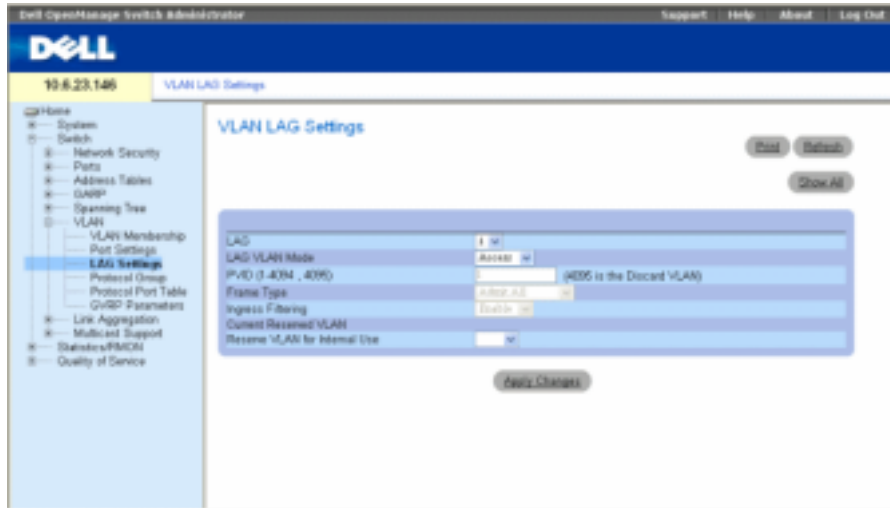 Dell OpenManage Switch Administrator
Support Help About Log Out
DELL
10.6.23.146 VLAN LAG Settings
Home
System
Switch
Network Security
Ports
Address Tables
GARP
Spanning Tree
VLAN
VLAN Membership
Port Settings
LAG Settings
Protocol Group
Protocol Port Table
GVRP Parameters
Link Aggregation
Multicast Support
Statistics/RMON
Quality of Service
VLAN LAG Settings
Print Refresh
Show All
LAG 1
LAG VLAN Mode Access
PVID (1-4094 , 4095) (4095 is the Discard VLAN)
Frame Type Admit All
Ingress Filtering Enable
Current Reserved VLAN
Reserve VLAN for Internal Use
Apply Changes